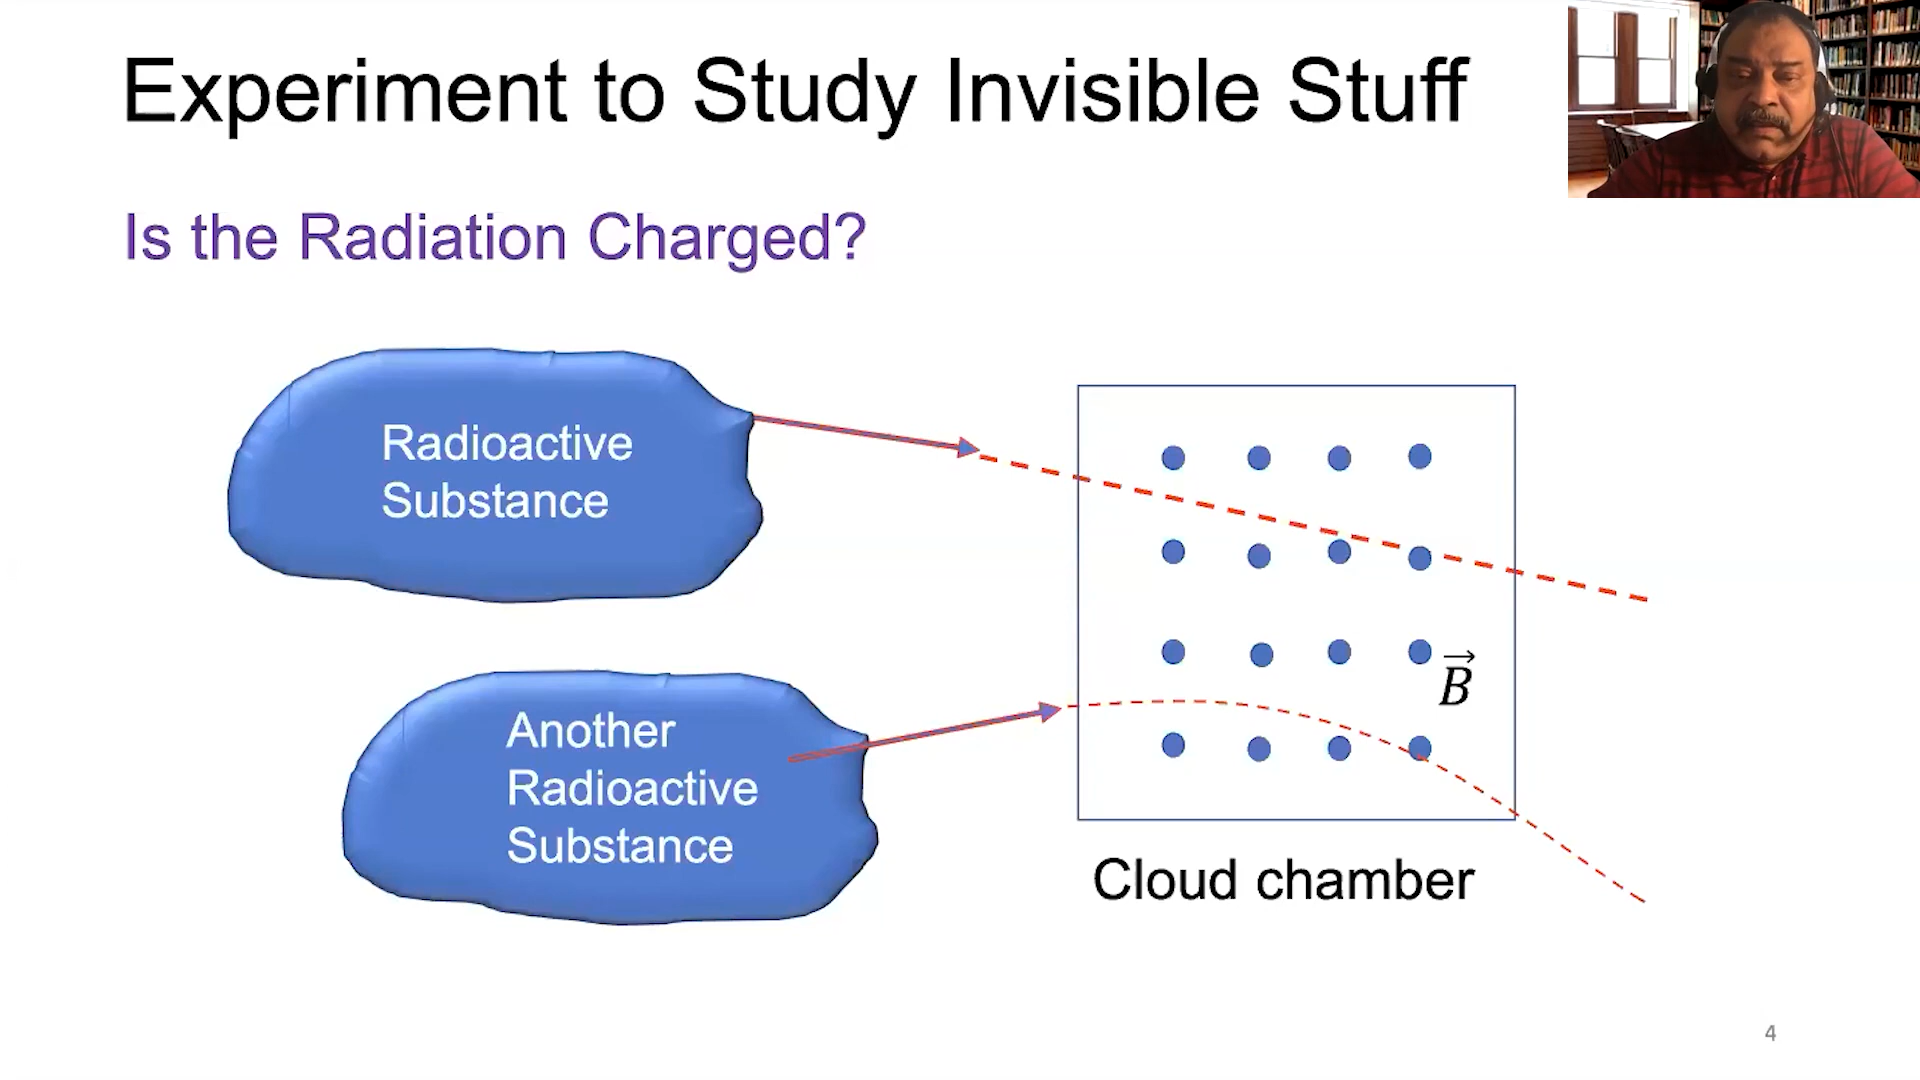 Experiment to Study Invisible Stuff
Is the Radiation Charged?
Radioactive
Substance
Another
Radioactive
Substance
B⃗
Cloud chamber
4